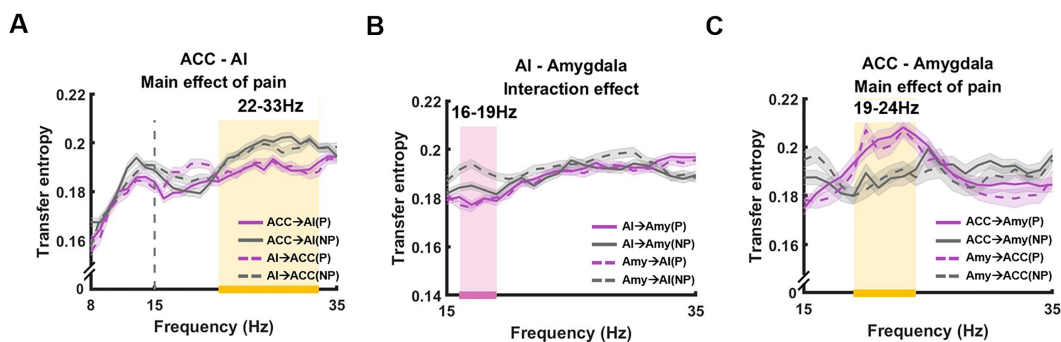 A
ACC - AI
Main effect of pain
22-33Hz
Transfer entropy
0.22
0.2
0.18
0.16
0
8
15
35
Frequency (Hz)
ACC→AI(P)
ACC→AI(NP)
AI→ACC(P)
AI→ACC(NP)
B
AI - Amygdala
Interaction effect
16-19Hz
Transfer entropy
0.22
0.2
0.18
0.16
0.14
15
35
Frequency (Hz)
AI→Amy(P)
AI→Amy(NP)
Amy→AI(P)
Amy→AI(NP)
C
ACC - Amygdala
Main effect of pain
19-24Hz
Transfer entropy
0.22
0.2
0.18
0.16
0
15
35
Frequency (Hz)
ACC→Amy(P)
ACC→Amy(NP)
Amy→ACC(P)
Amy→ACC(NP)